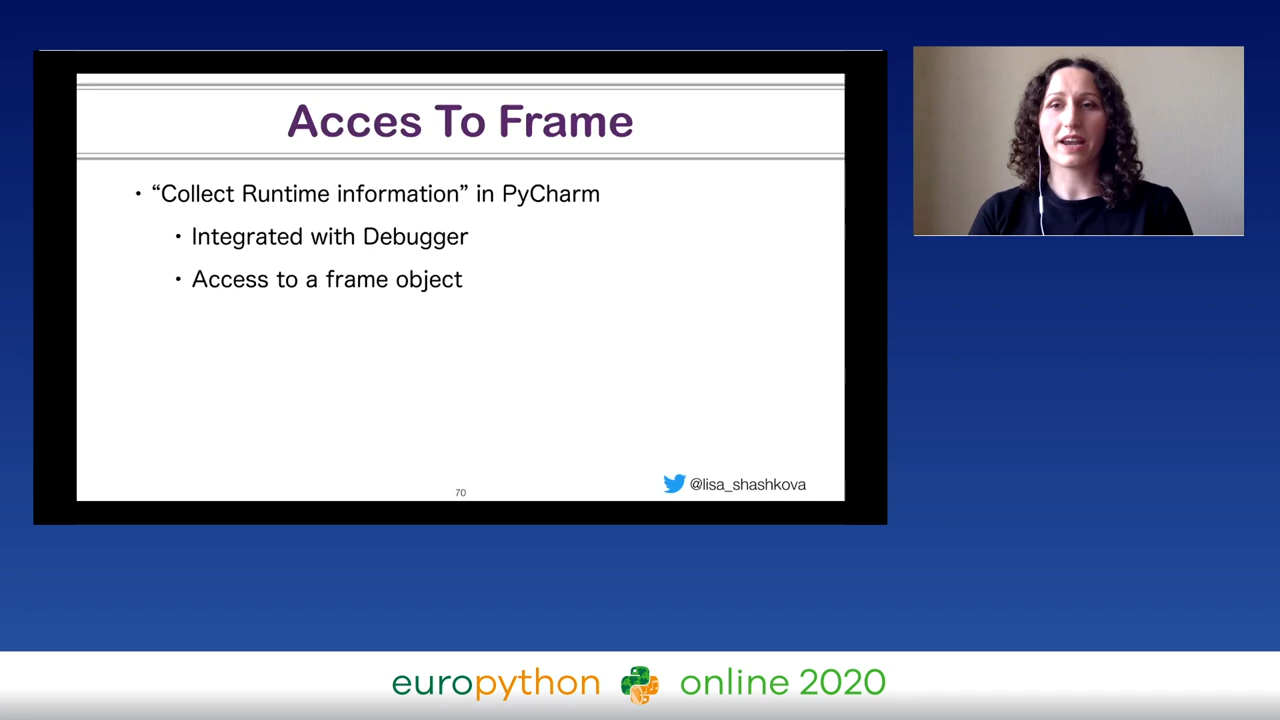 Acces To Frame
• “Collect Runtime information” in PyCharm
• Integrated with Debugger
• Access to a frame object
70
@lisa_shashkova
europython online 2020